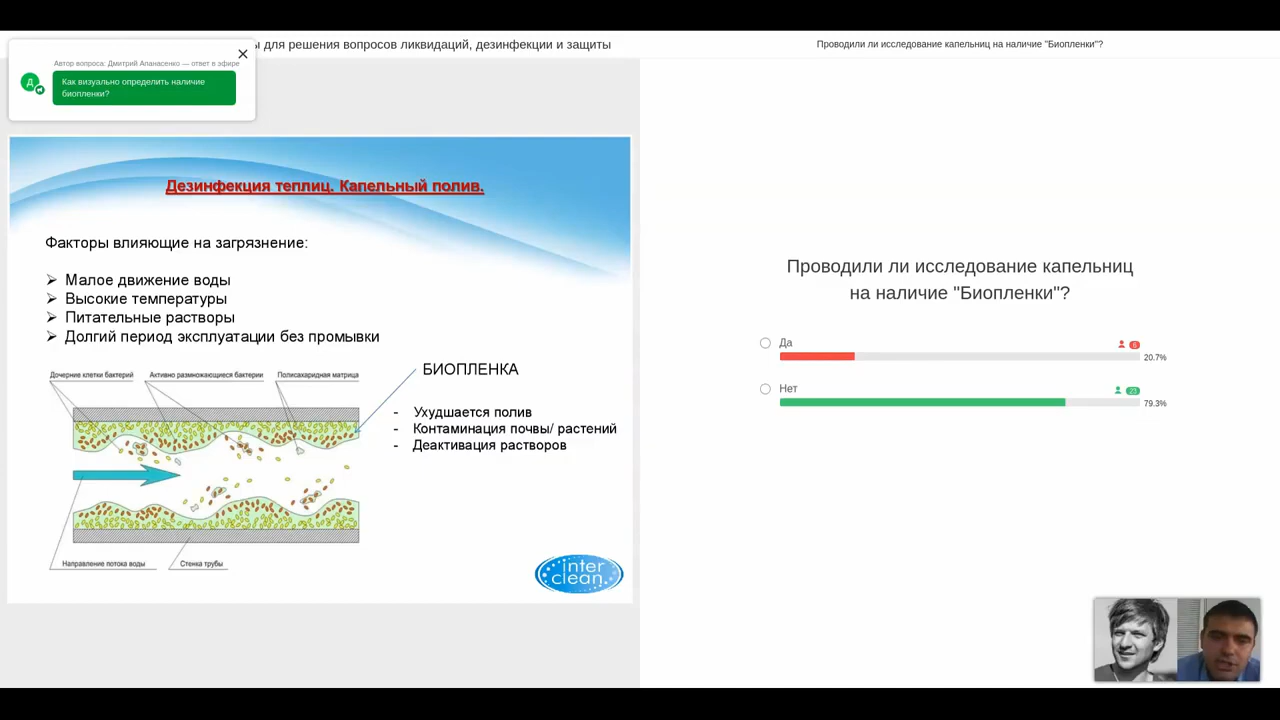 ы для решения вопросов ликвидаций, дезинфекции и защиты
Проводили ли исследование капельниц на наличие "Биопленки"?
Автор вопроса: Дмитрий Апанасенко — ответ в эфире
Д
Как визуально определить наличие
биопленки?
Дезинфекция теплиц. Капельный полив.
Факторы влияющие на загрязнение:
Малое движение воды
Высокие температуры
Питательные растворы
Долгий период эксплуатации без промывки
БИОПЛЕНКА
Дочерние клетки бактерий
Активно размножающиеся бактерии
Полисахаридная матрица
- Ухудшается полив
- Контаминация почвы/ растений
- Деактивация растворов
Направление потока воды
Стенка трубы
inter
clean
Проводили ли исследование капельниц
на наличие "Биопленки"?
Да
6
20.7%
Нет
23
79.3%